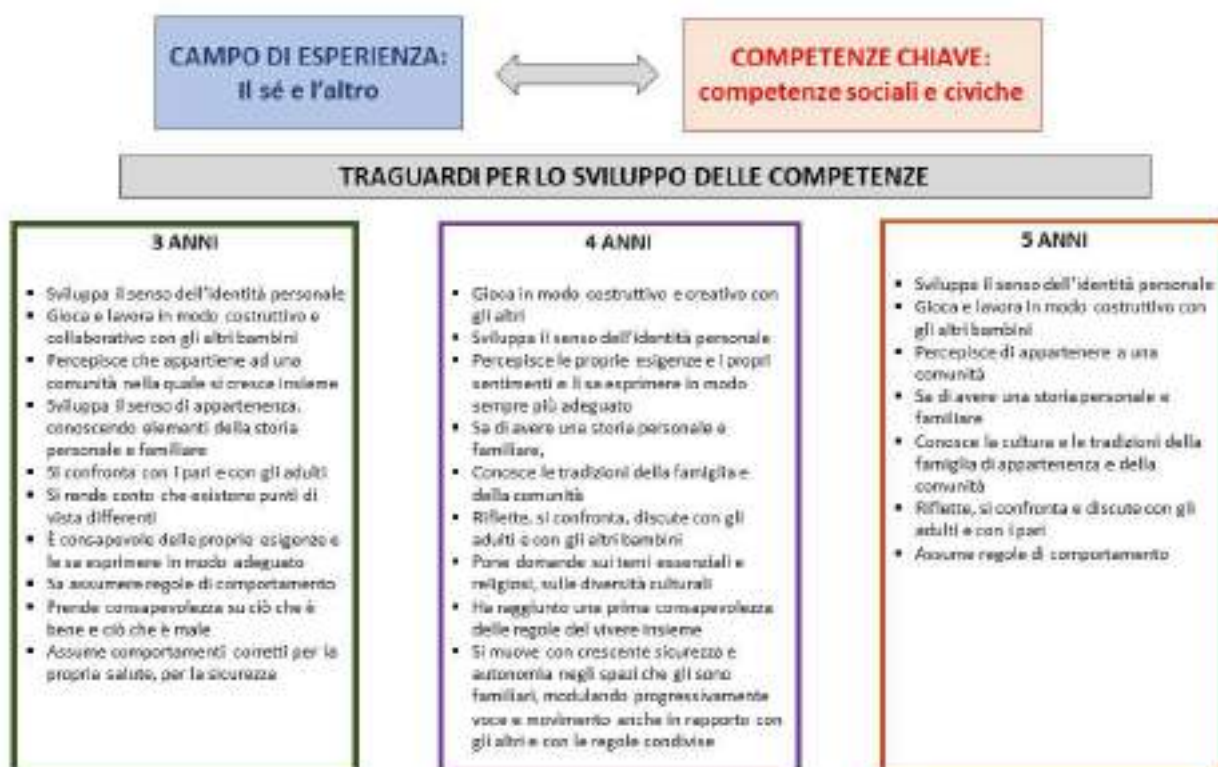 CAMPO DI ESPERIENZA:
Il sé e l'altro
COMPETENZE CHIAVE:
competenze sociali e civiche
TRAGUARDI PER LO SVILUPPO DELLE COMPETENZE
3 ANNI
▪ Sviluppa il senso dell'identità personale
▪ Gioca e lavora in modo costruttivo e
collaborativo con gli altri bambini
▪ Percepisce che appartiene ad una
comunità nella quale si cresce insieme
▪ Sviluppa il senso di appartenenza,
conoscendo elementi della storia
personale e familiare
▪ Si confronta con i pari e con gli adulti
▪ Si rende conto che esistono punti di
vista differenti
▪ È consapevole delle proprie esigenze e
le sa esprimere in modo adeguato
▪ Sa assumere regole di comportamento
▪ Prende consapevolezza su ciò che è
bene e ciò che è male
▪ Assume comportamenti corretti per la
propria salute, per la sicurezza
4 ANNI
▪ Gioca in modo costruttivo e creativo con
gli altri
▪ Sviluppa il senso dell'identità personale
▪ Percepisce le proprie esigenze e i propri
sentimenti e li sa esprimere in modo
sempre più adeguato
▪ Sa di avere una storia personale e
familiare,
▪ Conosce le tradizioni della famiglia e
della comunità
▪ Riflette, si confronta, discute con gli
adulti e con gli altri bambini
▪ Pone domande sui temi essenziali e
religiosi, sulle diversità culturali
▪ Ha raggiunto una prima consapevolezza
delle regole del vivere insieme
▪ Si muove con crescente sicurezza e
autonomia negli spazi che gli sono
familiari, modulando progressivamente
voce e movimento anche in rapporto con
gli altri e con le regole condivise
5 ANNI
▪ Sviluppa il senso dell'identità personale
▪ Gioca e lavora in modo costruttivo con
gli altri bambini
▪ Percepisce di appartenere a una
comunità
▪ Sa di avere una storia personale e
familiare
▪ Conosce la cultura e le tradizioni della
famiglia di appartenenza e della
comunità
▪ Riflette, si confronta e discute con gli
adulti e con i pari
▪ Assume regole di comportamento